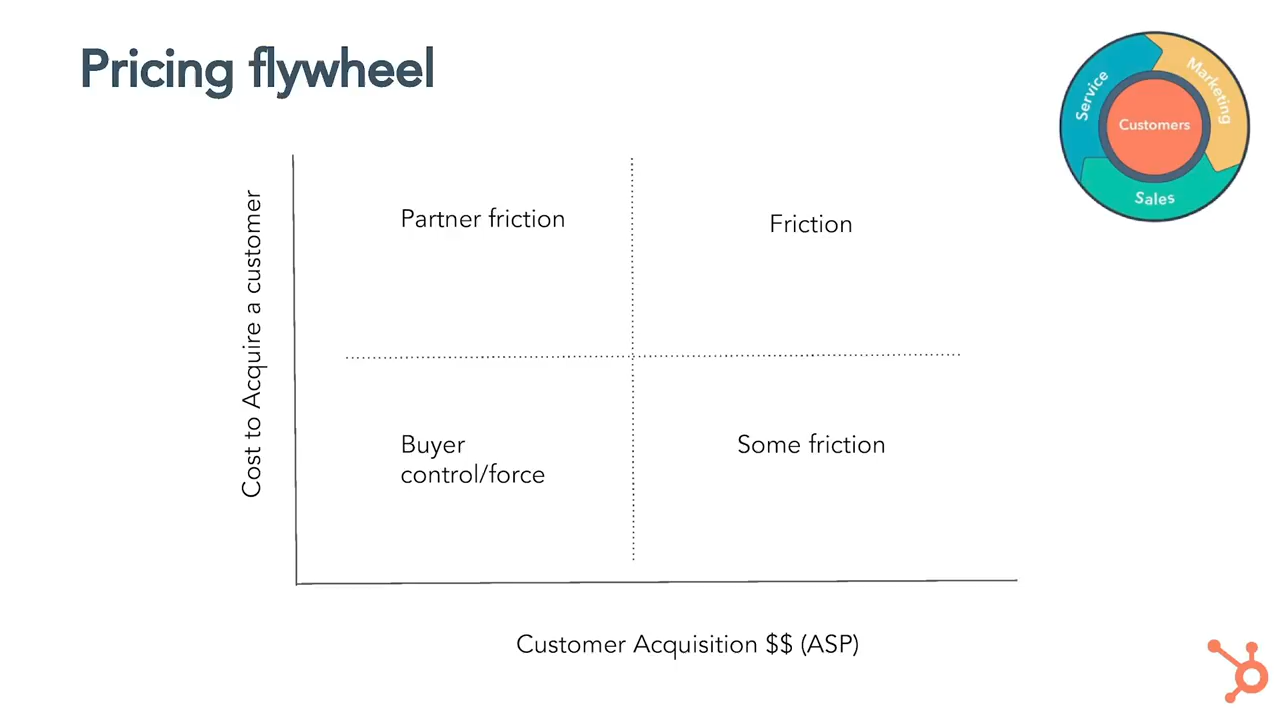 Pricing flywheel
Service
Marketing
Customers
Sales
Cost to Acquire a customer
Partner friction
Friction
Buyer
control/force
Some friction
Customer Acquisition $$ (ASP)